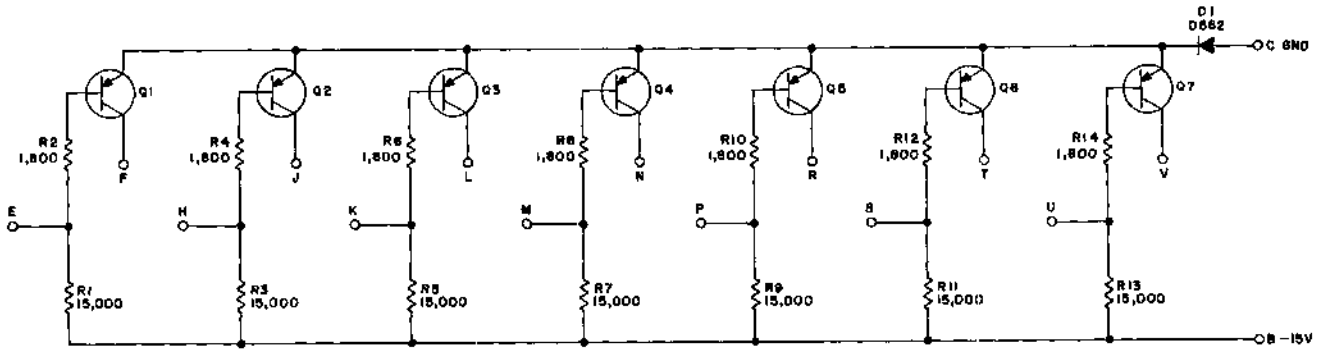 D1
D662
C GND
Q1
Q2
Q3
Q4
Q5
Q6
Q7
R2
1,800
R4
1,800
R6
1,800
R8
1,800
R10
1,800
R12
1,800
R14
1,800
F
J
L
N
R
T
V
E
H
K
M
P
S
U
R1
15,000
R3
15,000
R5
15,000
R7
15,000
R9
15,000
R11
15,000
R13
15,000
B -15V